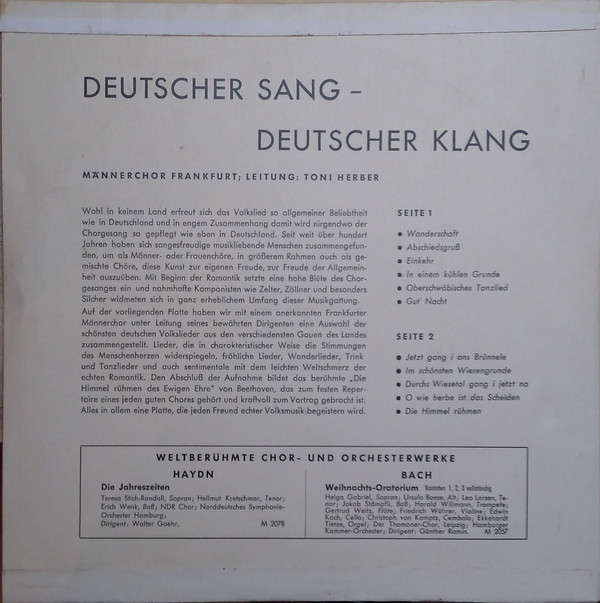 DEUTSCHER SANG –
DEUTSCHER KLANG
MÄNNERCHOR FRANKFURT; LEITUNG: TONI HERBER
Wohl in keinem Land erfreut sich das Volkslied so allgemeiner Beliebtheit
wie in Deutschland und in engem Zusammenhang damit wird nirgendwo der
Chorgesang so gepflegt wie eben in Deutschland. Seit weit über hundert
Jahren haben sich sangesfreudige musikliebende Menschen zusammengefun-
den, um als Männer- oder Frauenchöre, in größerem Rahmen auch als ge-
mischte Chöre, diese Kunst zur eigenen Freude, zur Freude der Allgemein-
heit auszuüben. Mit Beginn der Romantik setzte eine hohe Blüte des Chor-
gesanges ein und nahmhafte Komponisten wie Zelter, Zöllner und besonders
Silcher widmeten sich in ganz erheblichem Umfang dieser Musikgattung.
Auf der vorliegenden Platte haben wir mit einem anerkannten Frankfurter
Männerchor unter Leitung seines bewährten Dirigenten eine Auswahl der
schönsten deutschen Volkslieder aus den verschiedensten Gauen des Landes
zusammengestellt. Lieder, die in charakteristischer Weise die Stimmungen
des Menschenherzen widerspiegeln, fröhliche Lieder, Wanderlieder, Trink
und Tanzlieder und auch sentimentale mit dem leichten Weltschmerz der
echten Romantik. Den Abschluß der Aufnahme bildet das berühmte „Die
Himmel rühmen des Ewigen Ehre" von Beethoven, das zum festen Reper-
toire eines jeden guten Chores gehört und kraftvoll zum Vortrag gebracht ist.
Alles in allem eine Platte, die jeden Freund echter Volksmusik begeistern wird.
SEITE 1
● Wanderschaft
● Abschiedsgruß
● Einkehr
● In einem kühlen Grunde
● Oberschwäbisches Tanzlied
● Gut' Nacht
SEITE 2
● Jetzt gang i ans Brünnele
● Im schönsten Wiesengrunde
● Durchs Wiesetal gang i jetzt na
● O wie herbe ist das Scheiden
● Die Himmel rühmen
WELTBERÜHMTE CHOR- UND ORCHESTERWERKE
HAYDN
Die Jahreszeiten
Teresa Stich-Randall, Sopran; Hellmut Kretschmar, Tenor;
Erich Wenk, Baß; NDR Chor; Norddeutsches Symphonie-
Orchester Hamburg;
Dirigent: Walter Goehr. M 2078
BACH
Weihnachts-Oratorium Kantaten 1, 2, 3 vollständig
Helga Gabriel, Sopran; Ursula Boese, Alt; Leo Larsen, Te-
nor; Jakob Stämpfli, Baß; Harald Willmann, Trompete;
Gertrud Weitz, Flöte; Friedrich Wührer, Violine; Edwin
Koch, Cello; Christoph von Kamptz, Cembalo; Ekkehardt
Tietze, Orgel; Der Thomaner-Chor, Leipzig; Hamburger
Kammer-Orchester; Dirigent: Günther Ramin. M 2057